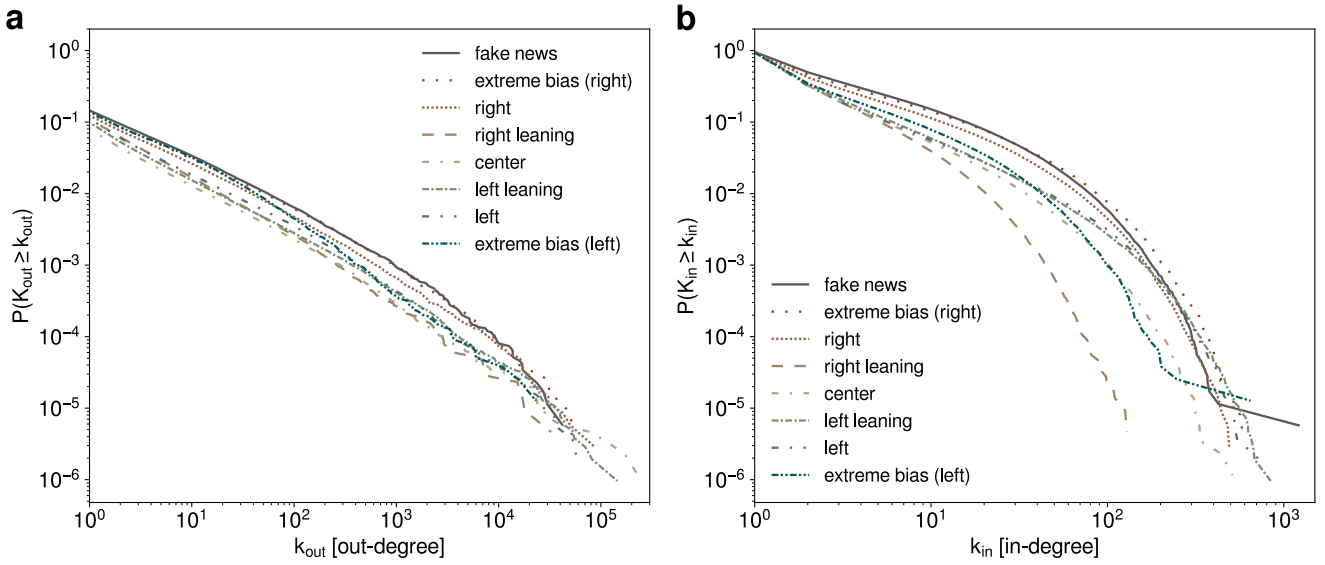 a
P(K_out ≥ k_out)
10^0
10^-1
10^-2
10^-3
10^-4
10^-5
10^-6
fake news
extreme bias (right)
right
right leaning
center
left leaning
left
extreme bias (left)
10^0
10^1
10^2
10^3
10^4
10^5
k_out [out-degree]
b
P(K_in ≥ k_in)
10^0
10^-1
10^-2
10^-3
10^-4
10^-5
10^-6
fake news
extreme bias (right)
right
right leaning
center
left leaning
left
extreme bias (left)
10^0
10^1
10^2
10^3
k_in [in-degree]